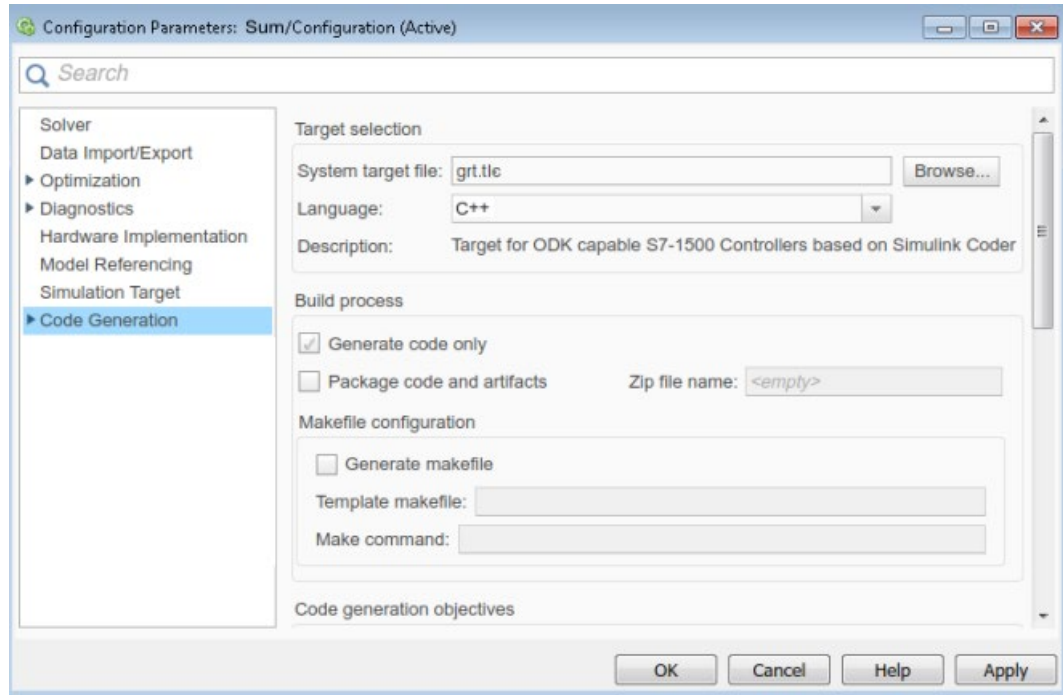 Configuration Parameters: Sum/Configuration (Active)
Search
Solver
Data Import/Export
Optimization
Diagnostics
Hardware Implementation
Model Referencing
Simulation Target
Code Generation
Target selection
System target file: grt.tlc Browse...
Language: C++
Description: Target for ODK capable S7-1500 Controllers based on Simulink Coder
Build process
Generate code only
Package code and artifacts Zip file name: <empty>
Makefile configuration
Generate makefile
Template makefile:
Make command:
Code generation objectives
OK Cancel Help Apply